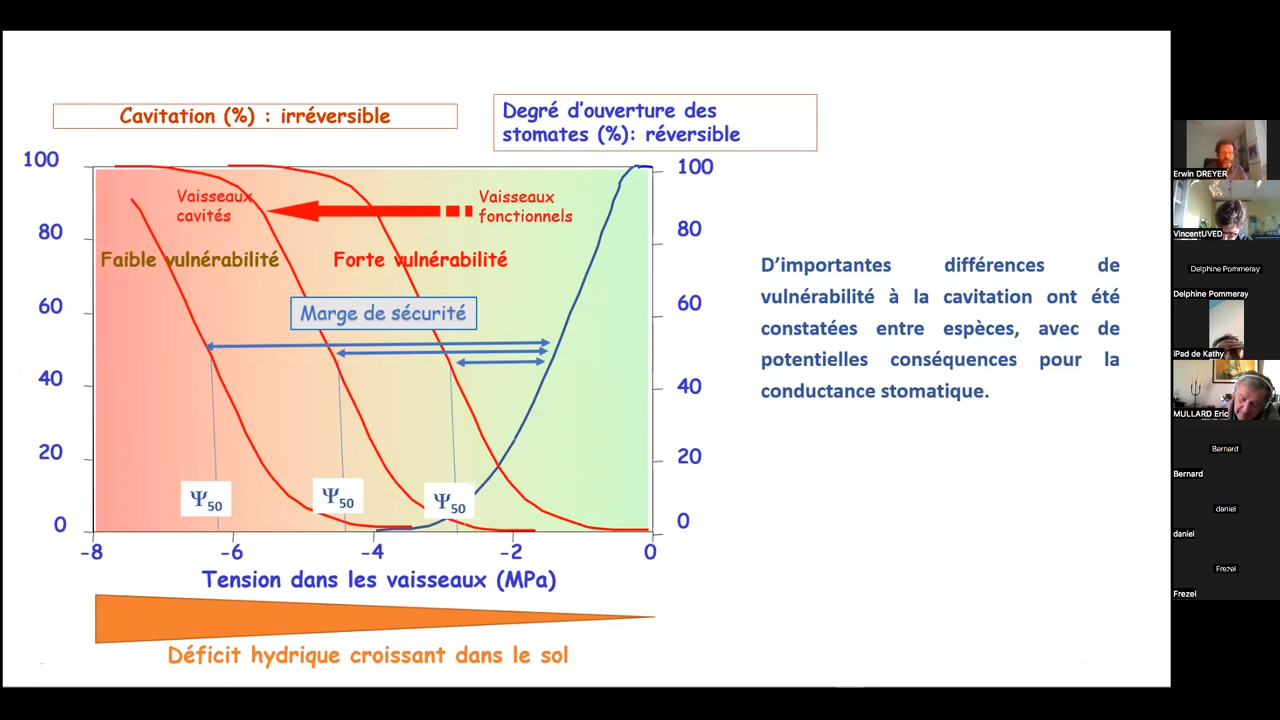 Cavitation (%) : irréversible
Degré d'ouverture des
stomates (%): réversible
100
80
60
40
20
0
100
80
60
40
20
0
Vaisseaux
cavités
Vaisseaux
fonctionnels
Faible vulnérabilité
Forte vulnérabilité
Marge de sécurité
Ψ50
Ψ50
Ψ50
-8
-6
-4
-2
0
Tension dans les vaisseaux (MPa)
Déficit hydrique croissant dans le sol
D'importantes différences de
vulnérabilité à la cavitation ont été
constatées entre espèces, avec de
potentielles conséquences pour la
conductance stomatique.
Erwin DREYER
VincentUVED
Delphine Pommeray
Delphine Pommeray
iPad de Kathy
MULLARD Eric
Bernard
Bernard
daniel
daniel
Frezel
Frezel